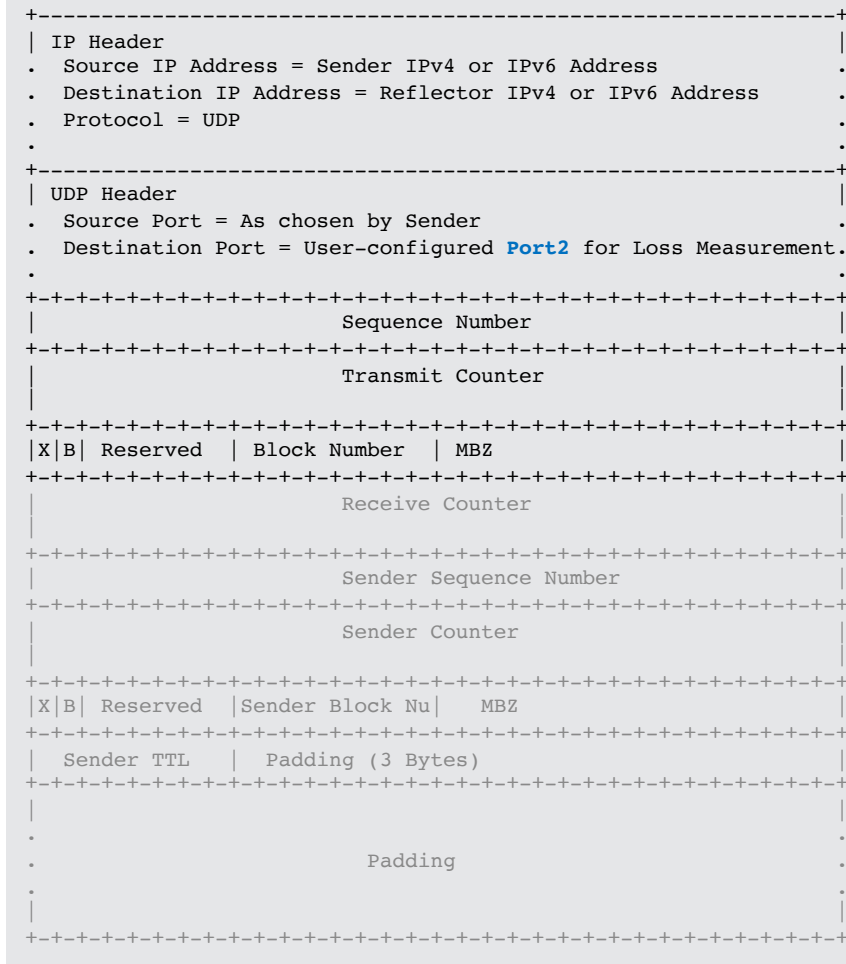 +---------------------------------------------------------------+
| IP Header |
. Source IP Address = Sender IPv4 or IPv6 Address .
. Destination IP Address = Reflector IPv4 or IPv6 Address .
. Protocol = UDP .
. .
+---------------------------------------------------------------+
| UDP Header |
. Source Port = As chosen by Sender .
. Destination Port = User-configured Port2 for Loss Measurement.
. .
+-+-+-+-+-+-+-+-+-+-+-+-+-+-+-+-+-+-+-+-+-+-+-+-+-+-+-+-+-+-+-+-+
| Sequence Number |
+-+-+-+-+-+-+-+-+-+-+-+-+-+-+-+-+-+-+-+-+-+-+-+-+-+-+-+-+-+-+-+-+
| Transmit Counter |
| |
+-+-+-+-+-+-+-+-+-+-+-+-+-+-+-+-+-+-+-+-+-+-+-+-+-+-+-+-+-+-+-+-+
|X|B| Reserved | Block Number | MBZ |
+-+-+-+-+-+-+-+-+-+-+-+-+-+-+-+-+-+-+-+-+-+-+-+-+-+-+-+-+-+-+-+-+
| Receive Counter |
| |
+-+-+-+-+-+-+-+-+-+-+-+-+-+-+-+-+-+-+-+-+-+-+-+-+-+-+-+-+-+-+-+-+
| Sender Sequence Number |
+-+-+-+-+-+-+-+-+-+-+-+-+-+-+-+-+-+-+-+-+-+-+-+-+-+-+-+-+-+-+-+-+
| Sender Counter |
| |
+-+-+-+-+-+-+-+-+-+-+-+-+-+-+-+-+-+-+-+-+-+-+-+-+-+-+-+-+-+-+-+-+
|X|B| Reserved |Sender Block Nu| MBZ |
+-+-+-+-+-+-+-+-+-+-+-+-+-+-+-+-+-+-+-+-+-+-+-+-+-+-+-+-+-+-+-+-+
| Sender TTL | Padding (3 Bytes) |
+-+-+-+-+-+-+-+-+-+-+-+-+-+-+-+-+-+-+-+-+-+-+-+-+-+-+-+-+-+-+-+-+
| |
. .
. Padding .
. .
| |
+-+-+-+-+-+-+-+-+-+-+-+-+-+-+-+-+-+-+-+-+-+-+-+-+-+-+-+-+-+-+-+-+